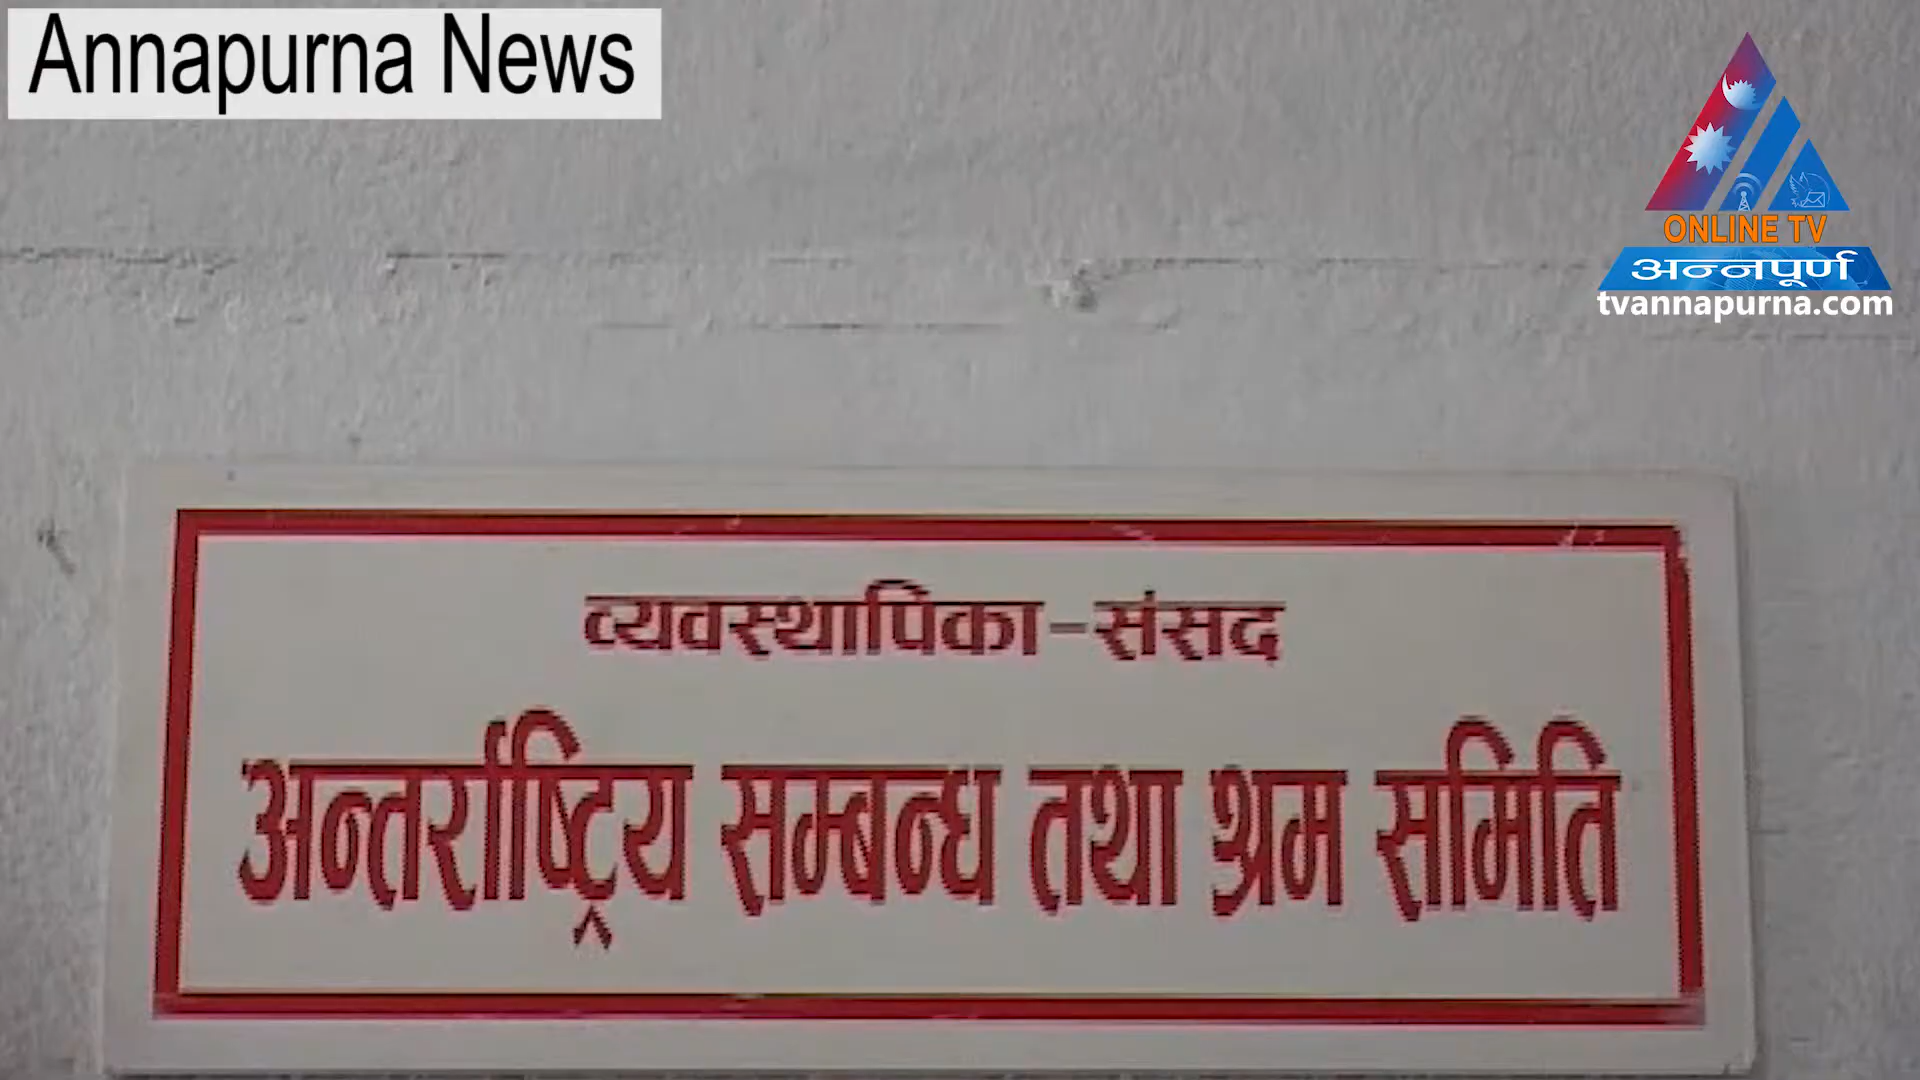 Annapurna News
ONLINE TV
अन्नपूर्ण
tvannapurna.com
व्यवस्थापिका-संसद
अन्तर्राष्ट्रिय सम्बन्ध तथा श्रम समिति